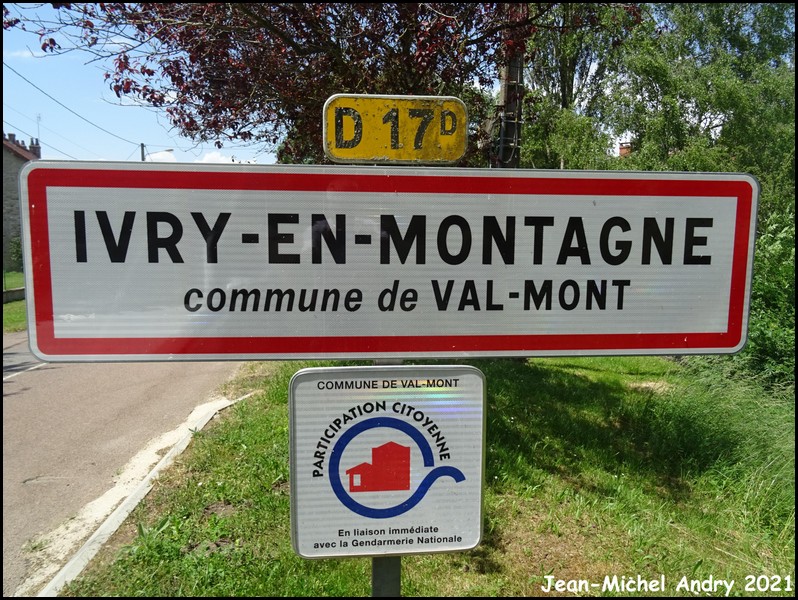 D 17D
IVRY-EN-MONTAGNE
commune de VAL-MONT
COMMUNE DE VAL-MONT
PARTICIPATION CITOYENNE
En liaison immédiate
avec la Gendarmerie Nationale
Jean-Michel Andry 2021